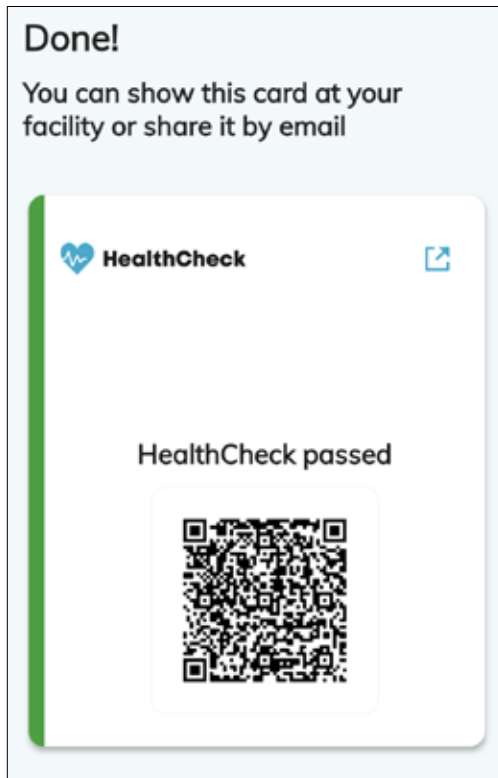 Done!
You can show this card at your
facility or share it by email
HealthCheck
HealthCheck passed